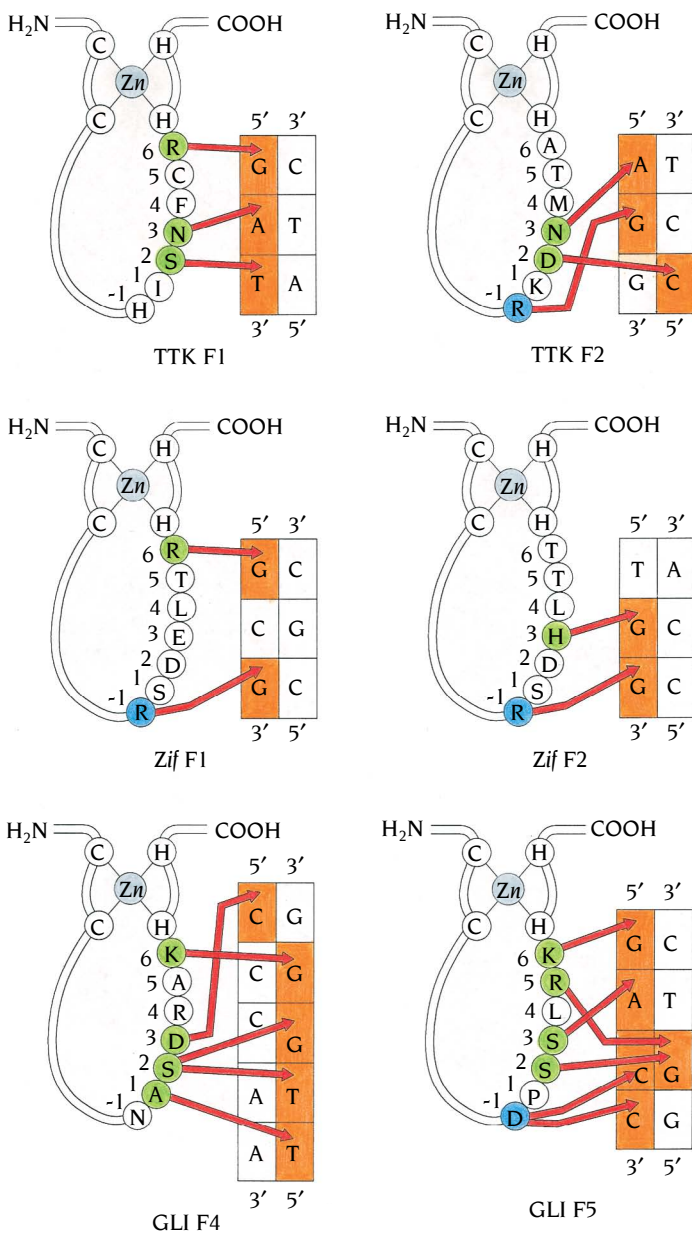 H₂N COOH
C H
Zn
C H
5′ 3′
6 R G C
5 C
4 F
3 N A T
2 S
1 I T A
-1 H
3′ 5′
TTK F1
H₂N COOH
C H
Zn
C H
5′ 3′
6 A A T
5 T
4 M
3 N G C
2 D
1 K G C
-1 R
3′ 5′
TTK F2
H₂N COOH
C H
Zn
C H
5′ 3′
6 R G C
5 T
4 L
3 E C G
2 D
1 S G C
-1 R
3′ 5′
Zif F1
H₂N COOH
C H
Zn
C H
5′ 3′
6 T T A
5 T
4 L
3 H G C
2 D
1 S G C
-1 R
3′ 5′
Zif F2
H₂N COOH
C H
Zn
C H
5′ 3′
C G
6 K C G
5 A
4 R C G
3 D
2 S A T
1 A
-1 N A T
3′ 5′
GLI F4
H₂N COOH
C H
Zn
C H
5′ 3′
6 K G C
5 R
4 L A T
3 S
2 S C G
1 P
-1 D C G
3′ 5′
GLI F5